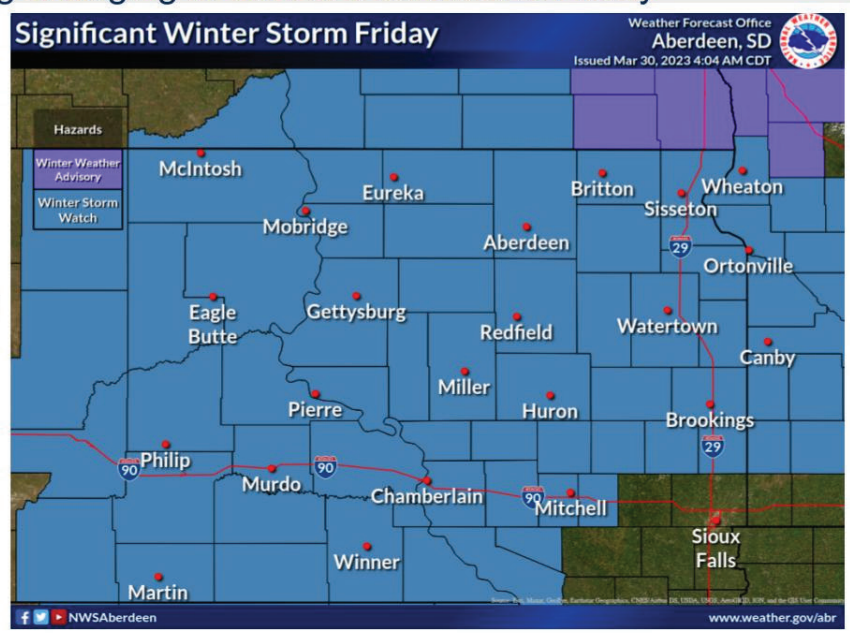 Significant Winter Storm Friday
Weather Forecast Office
Aberdeen, SD
Issued Mar 30, 2023 4:04 AM CDT
Hazards
Winter Weather
Advisory
Winter Storm
Watch
McIntosh
Eureka
Britton
Wheaton
Sisseton
Mobridge
Aberdeen
29
Ortonville
Eagle
Butte
Gettysburg
Redfield
Watertown
Canby
Miller
Pierre
Huron
Brookings
29
Philip
90
90
Murdo
Chamberlain
90
Mitchell
Sioux
Falls
Winner
Martin
NWSAberdeen
www.weather.gov/abr